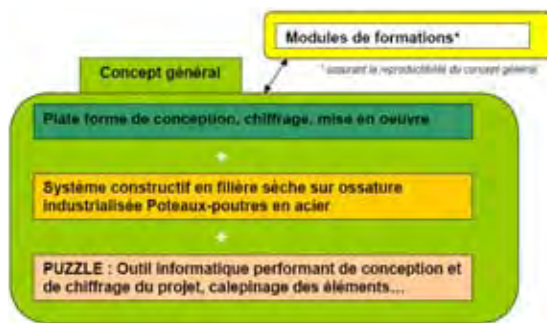 Modules de formations*
* assurant la reproductibilité du concept général
Concept général
Plate forme de conception, chiffrage, mise en oeuvre
+
Système constructif en filière sèche sur ossature
industrialisée Poteaux-poutres en acier
+
PUZZLE : Outil informatique performant de conception et
de chiffrage du projet, calepinage des éléments…